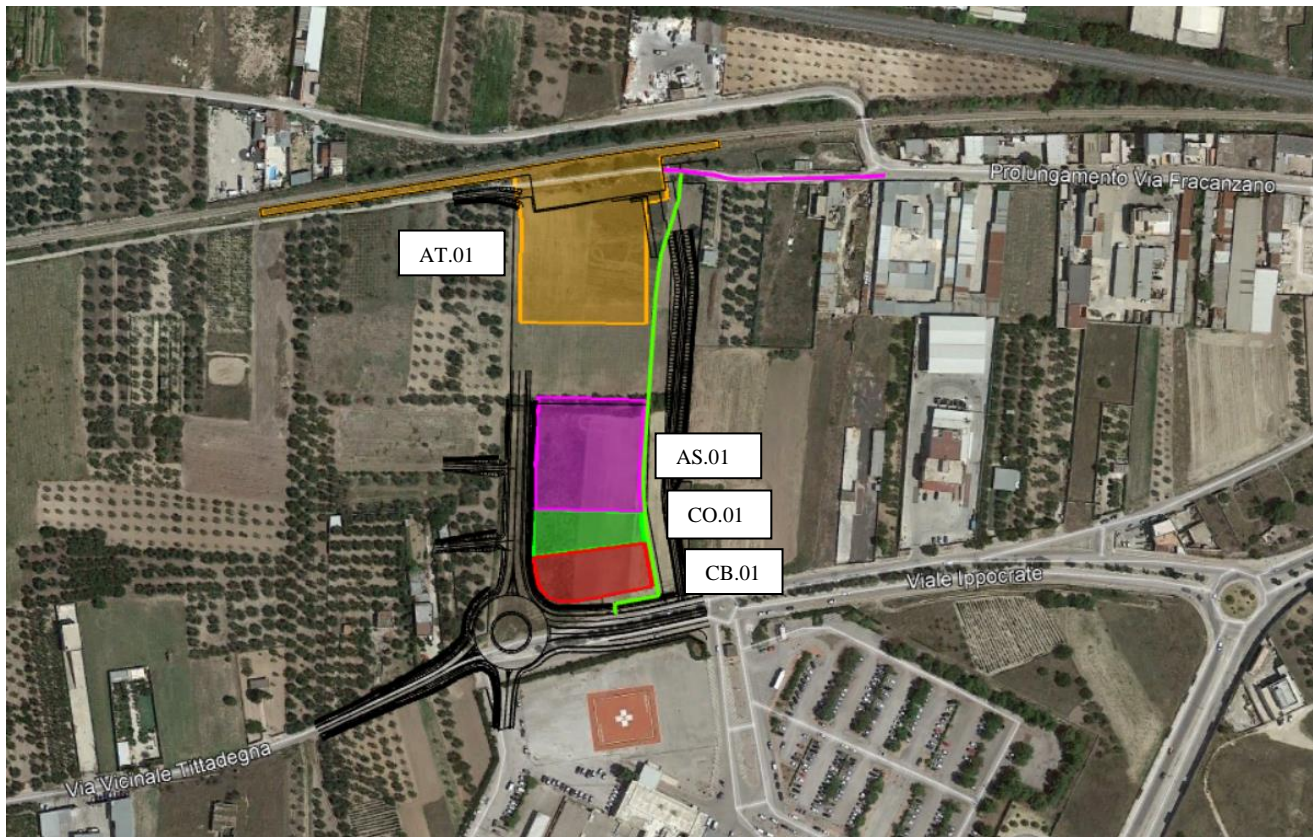 Prolungamento Via Fracanzano
AT.01
AS.01
CO.01
CB.01
Viale Ippocrate
Via Vicinale Tittadegna